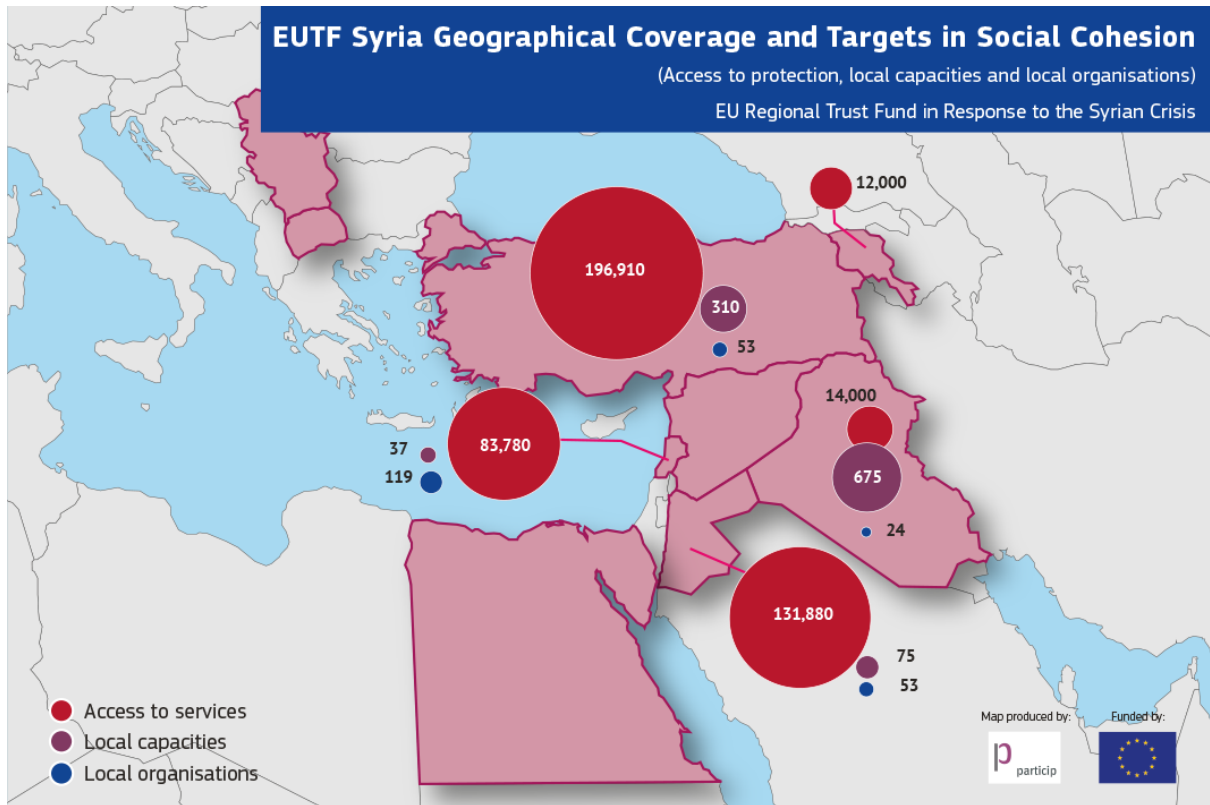 EUTF Syria Geographical Coverage and Targets in Social Cohesion
(Access to protection, local capacities and local organisations)
EU Regional Trust Fund in Response to the Syrian Crisis
12,000
196,910
310
53
14,000
83,780
37
119
675
24
131,880
75
53
Access to services
Local capacities
Local organisations
Map produced by:
Funded by:
p
particip